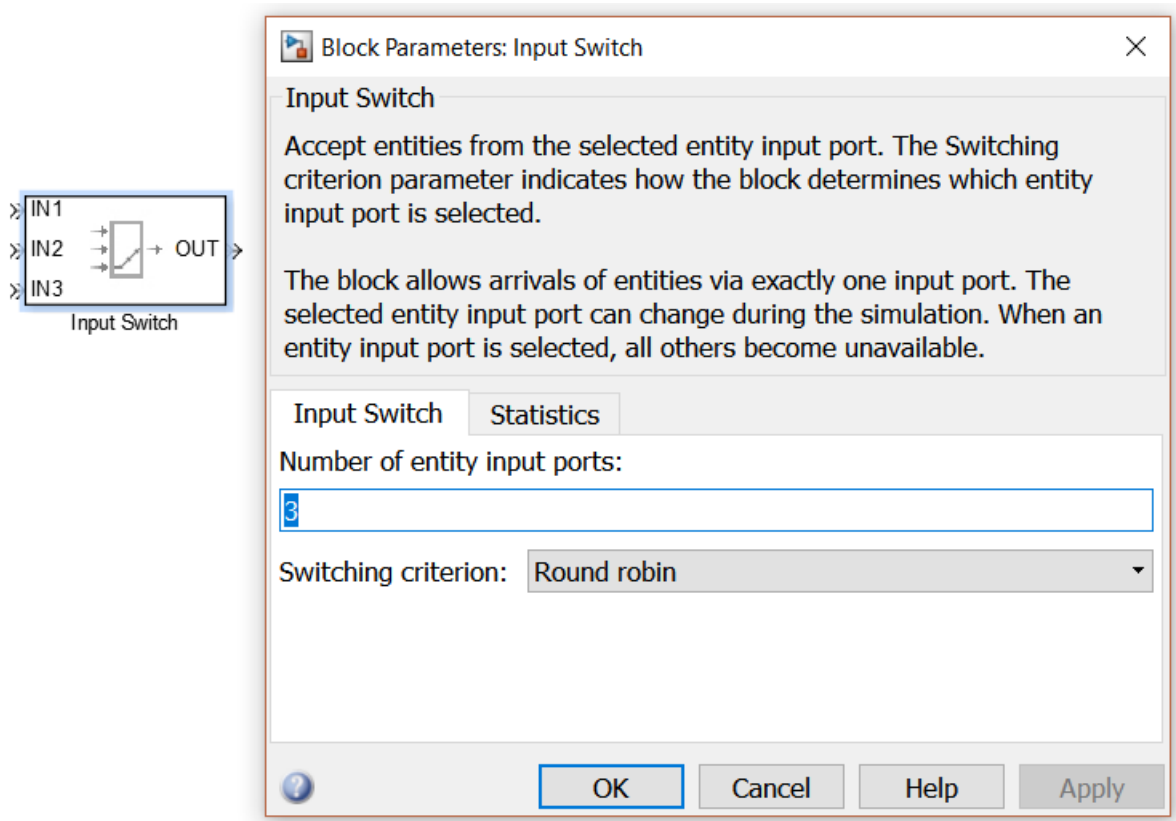 Block Parameters: Input Switch
Input Switch
Accept entities from the selected entity input port. The Switching
criterion parameter indicates how the block determines which entity
input port is selected.
The block allows arrivals of entities via exactly one input port. The
selected entity input port can change during the simulation. When an
entity input port is selected, all others become unavailable.
IN1
IN2
OUT
IN3
Input Switch
Input Switch
Statistics
Number of entity input ports:
3
Switching criterion:
Round robin
?
OK
Cancel
Help
Apply